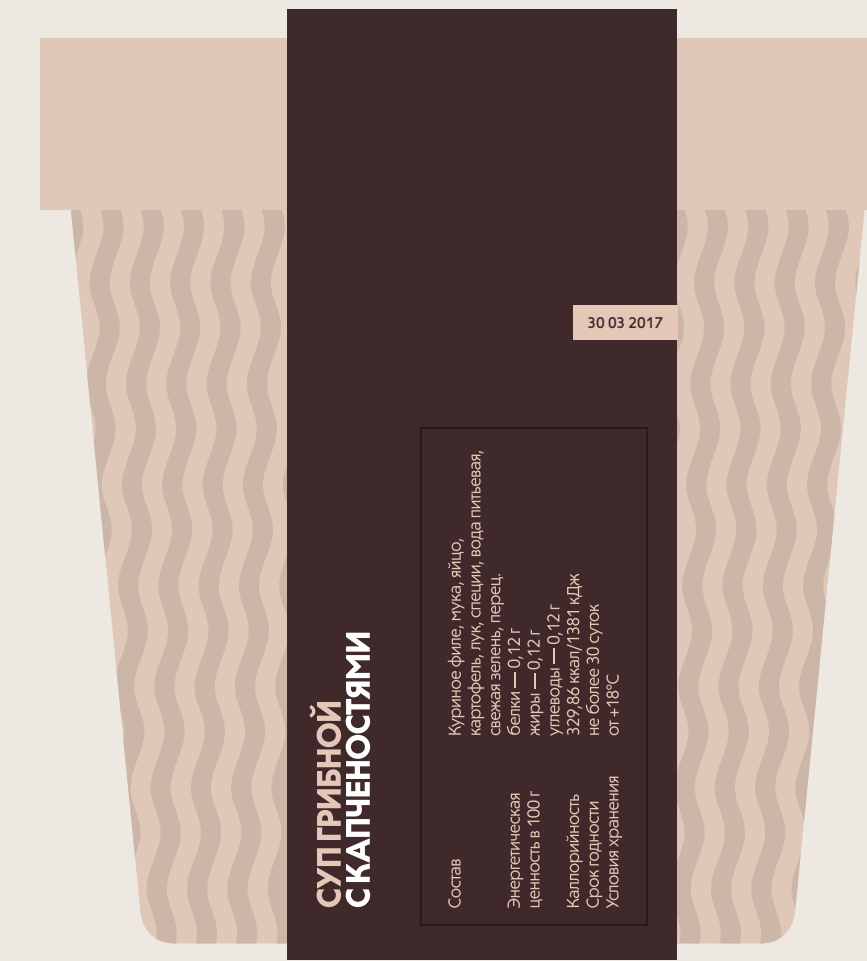 СУП ГРИБНОЙ
С КАПЧЕНОСТЯМИ
Состав
Куриное филе, мука, яйцо,
картофель, лук, специи, вода питьевая,
свежая зелень, перец.
Энергетическая
ценность в 100 г
белки — 0,12 г
жиры — 0,12 г
углеводы — 0,12 г
Каллорийность
329,86 ккал/1381 кДж
Срок годности
не более 30 суток
Условия хранения
от +18°C
30 03 2017